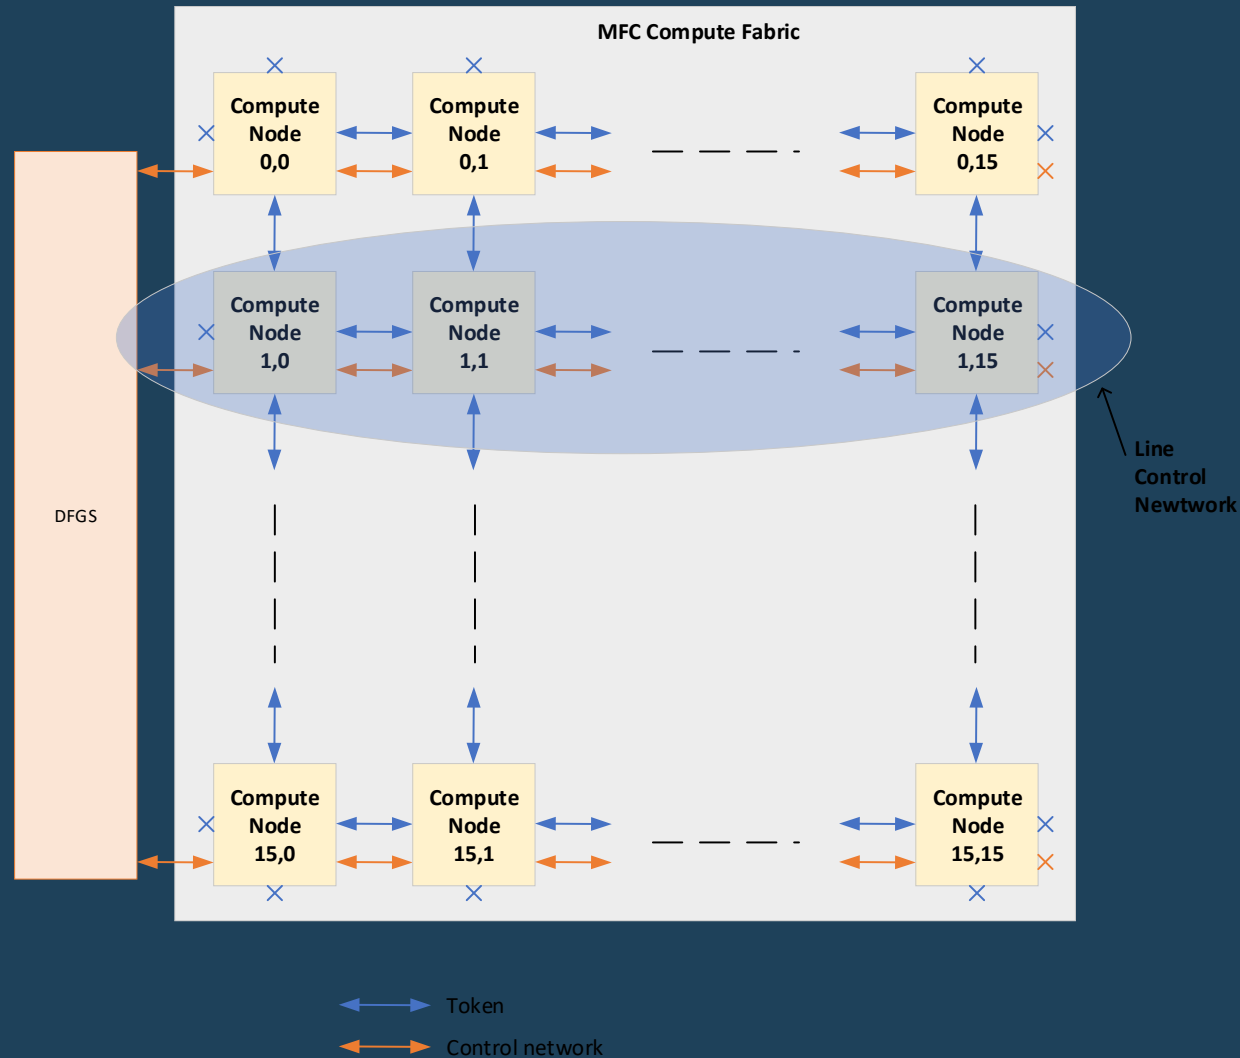 MFC Compute Fabric
Compute
Node
0,0
Compute
Node
0,1
Compute
Node
0,15
Compute
Node
1,0
Compute
Node
1,1
Compute
Node
1,15
Line
Control
Newtwork
DFGS
Compute
Node
15,0
Compute
Node
15,1
Compute
Node
15,15
Token
Control network